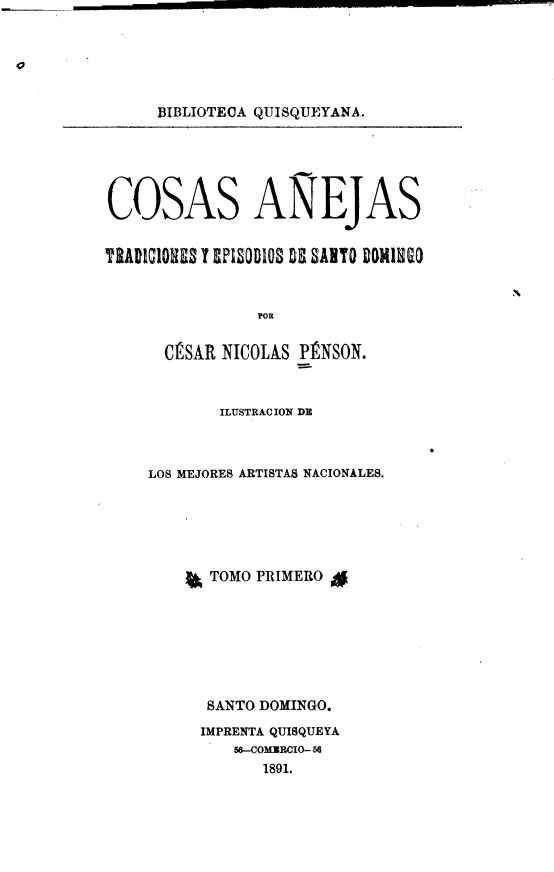 BIBLIOTECA QUISQUEYANA.
COSAS AÑEJAS
TRADICIONES Y EPISODIOS DE SANTO DOMINGO
POR
CÉSAR NICOLAS PÉNSON.
ILUSTRACION DE
LOS MEJORES ARTISTAS NACIONALES.
TOMO PRIMERO
SANTO DOMINGO.
IMPRENTA QUISQUEYA
56—COMERCIO—56
1891.